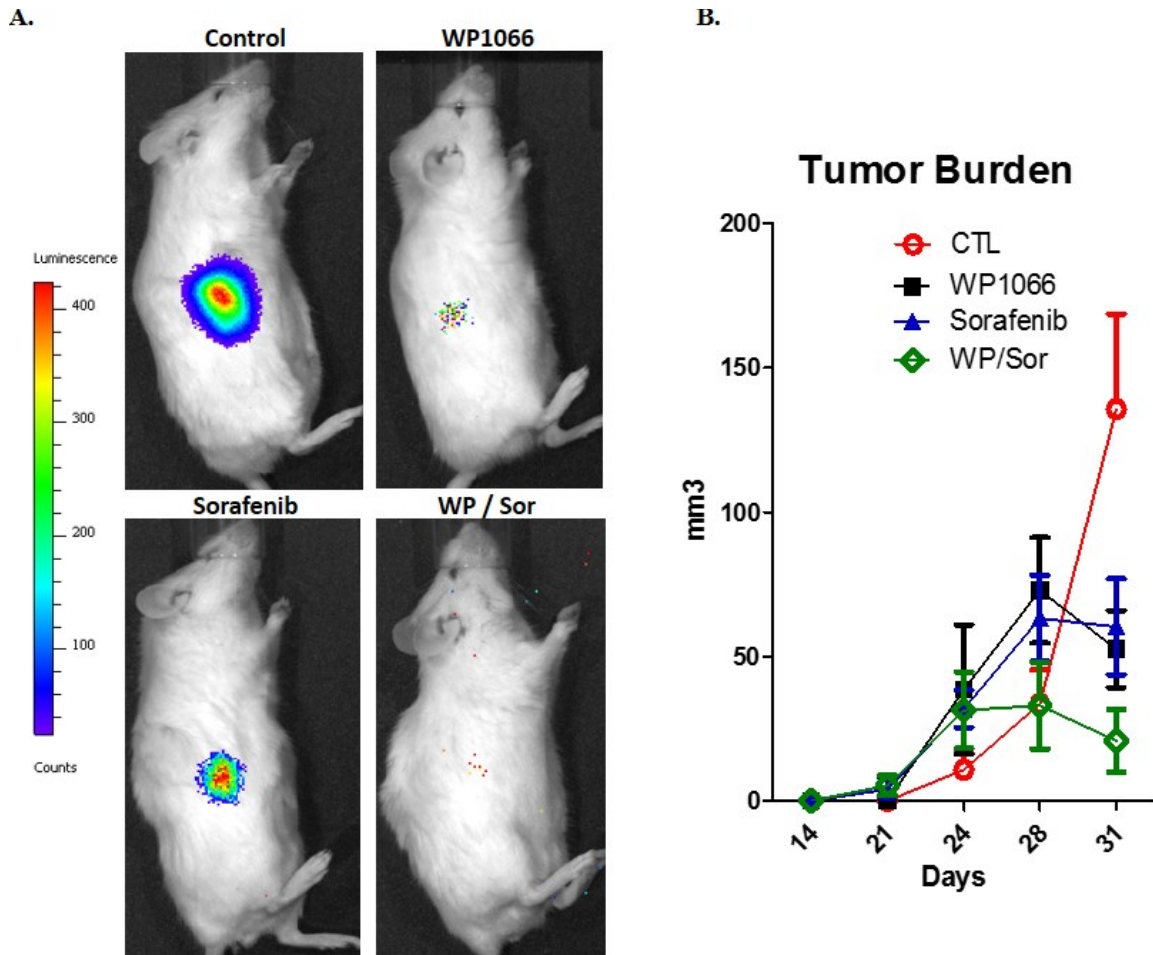 A.
Control
WP1066
Luminescence
400
300
200
100
Counts
Sorafenib
WP / Sor
B.
Tumor Burden
200
150
100
50
0
mm3
CTL
WP1066
Sorafenib
WP/Sor
14
21
24
28
31
Days